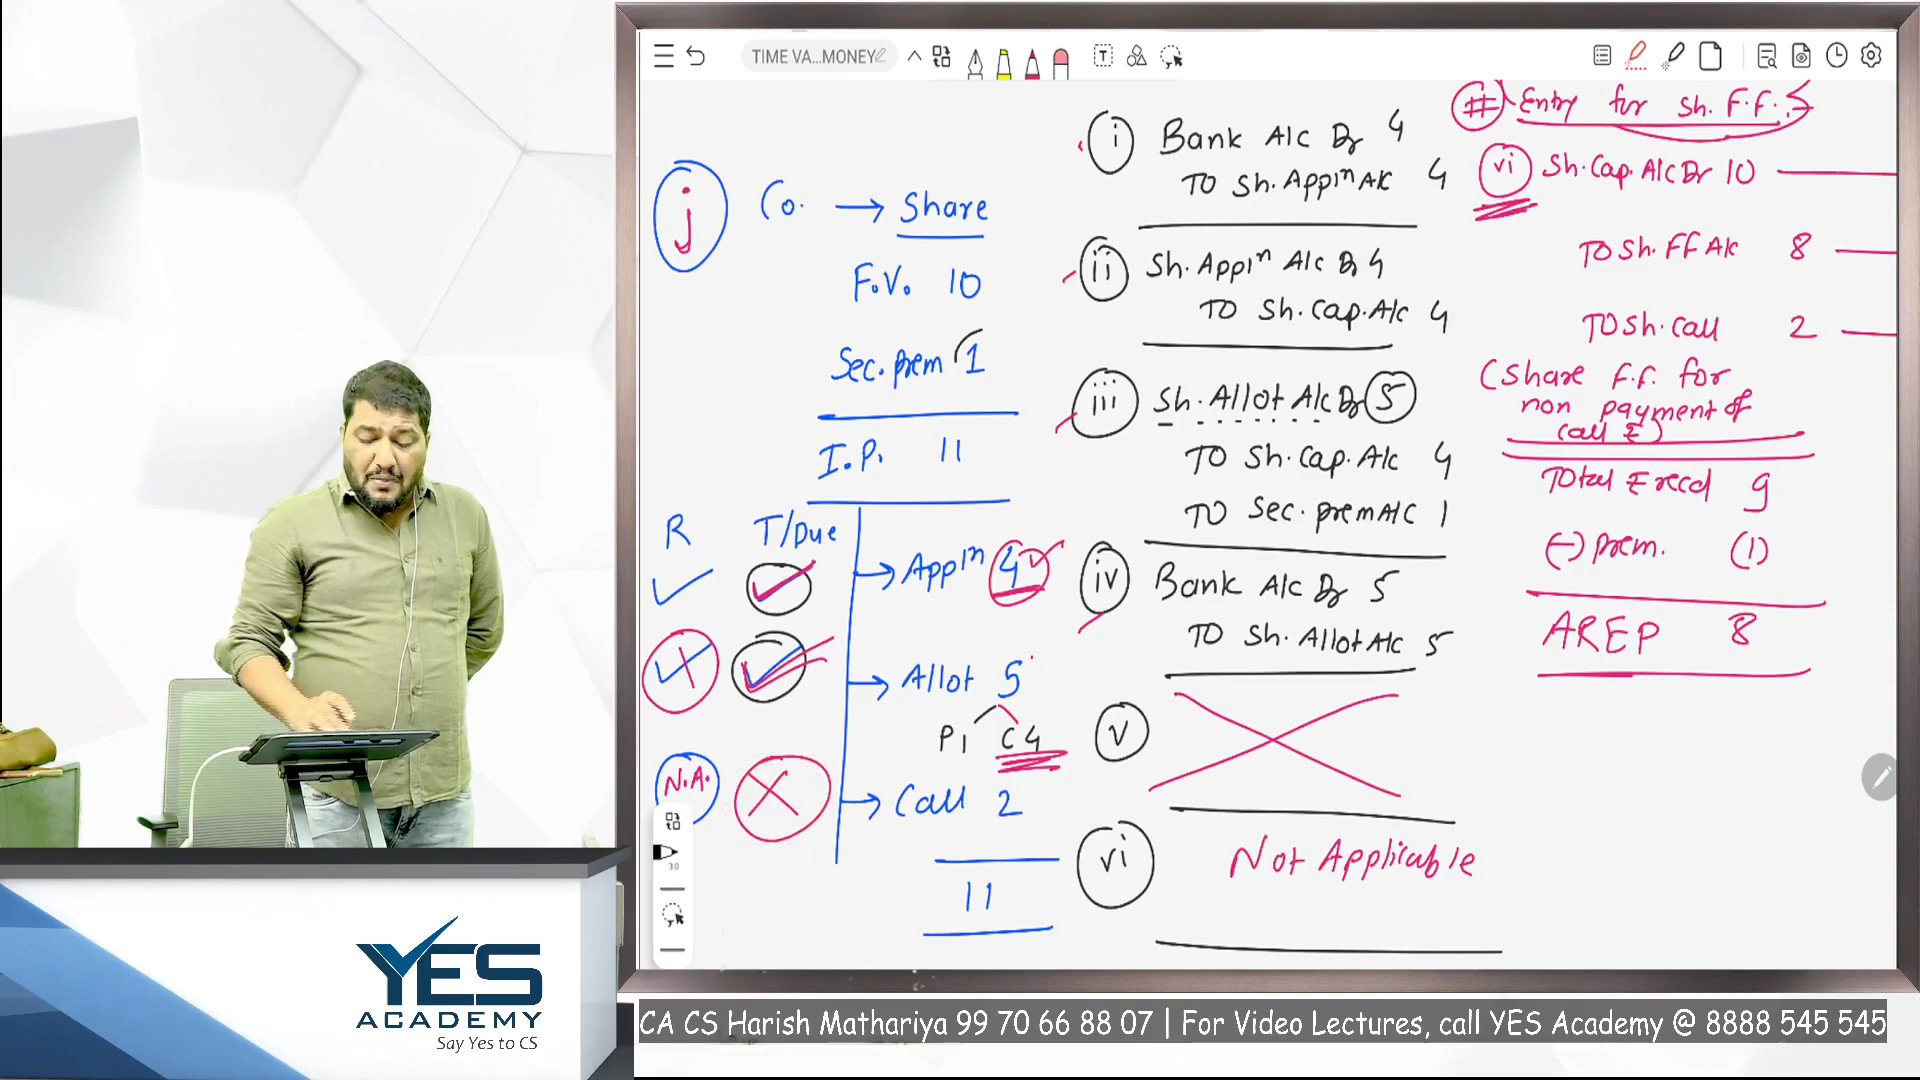 TIME VA...MONEY
T
j
Co. → Share
F.V. 10
Sec. prem 1
I.P. 11
R T/Due
Appln 4
Allot 5
P 1 C 4
N.A.
Call 2
11
30
i Bank A/c Dr 4
TO Sh. Appln A/c 4
ii Sh. Appln A/c Dr 4
TO Sh. Cap. A/c 4
iii Sh. Allot A/c Dr 5
TO Sh. Cap. A/c 4
TO Sec. prem A/c 1
iv Bank A/c Dr 5
TO Sh. Allot A/c 5
v
vi Not Applicable
# Entry for Sh. F.F.
vi Sh. Cap. A/c Dr 10
TO Sh. FF A/c 8
TO Sh. Call 2
(Share F.F. for
non payment of
Call ₹)
Total ₹ recd 9
(-) prem. (1)
AREP 8
YES
ACADEMY
Say Yes to CS
CA CS Harish Mathariya 99 70 66 88 07 | For Video Lectures, call YES Academy @ 8888 545 545